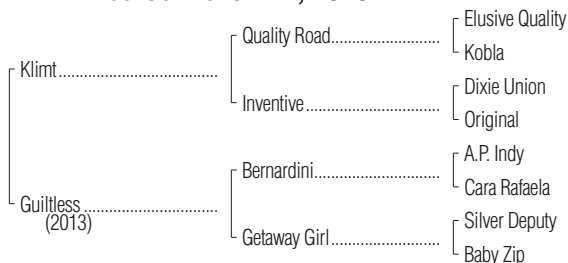 Elusive Quality
Quality Road
Kobla
Klimt
Dixie Union
Inventive
Original
A.P. Indy
Bernardini
Cara Rafaela
Guiltless
(2013)
Silver Deputy
Getaway Girl
Baby Zip